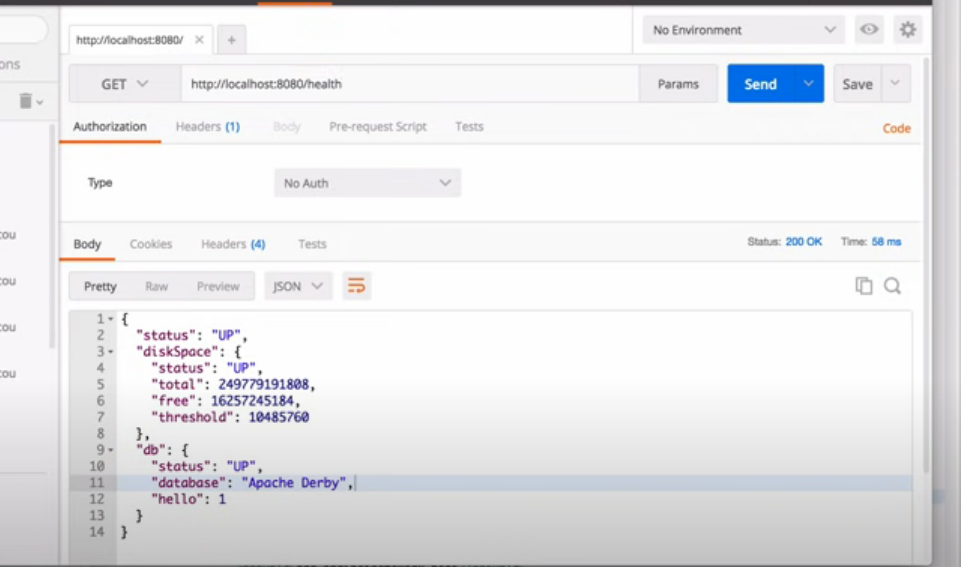 http://localhost:8080/ × +
No Environment
ons
GET http://localhost:8080/health Params Send Save
Authorization Headers (1) Body Pre-request Script Tests Code
Type No Auth
cou
cou
cou
cou
Body Cookies Headers (4) Tests Status: 200 OK Time: 58 ms
Pretty Raw Preview JSON
1 {
2 "status": "UP",
3 "diskSpace": {
4 "status": "UP",
5 "total": 249779191808,
6 "free": 16257245184,
7 "threshold": 10485760
8 },
9 "db": {
10 "status": "UP",
11 "database": "Apache Derby",
12 "hello": 1
13 }
14 }